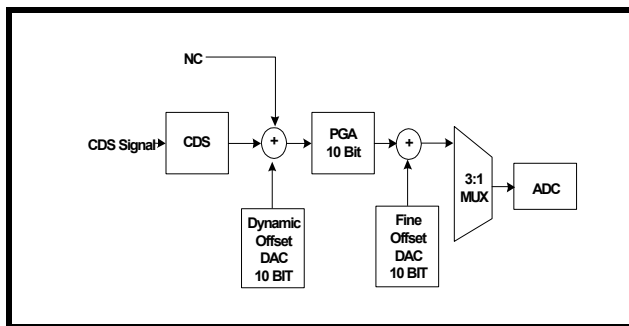 NC
CDS Signal
CDS
+
PGA
10 Bit
+
3:1
MUX
ADC
Dynamic
Offset
DAC
10 BIT
Fine
Offset
DAC
10 BIT